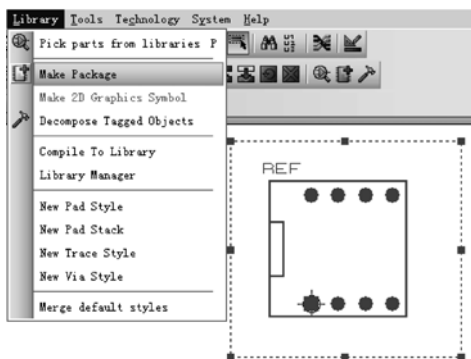 Library Tools Technology System Help
Pick parts from libraries P
Make Package
Make 2D Graphics Symbol
Decompose Tagged Objects
Compile To Library
Library Manager
New Pad Style
New Pad Stack
New Trace Style
New Via Style
Merge default styles
REF